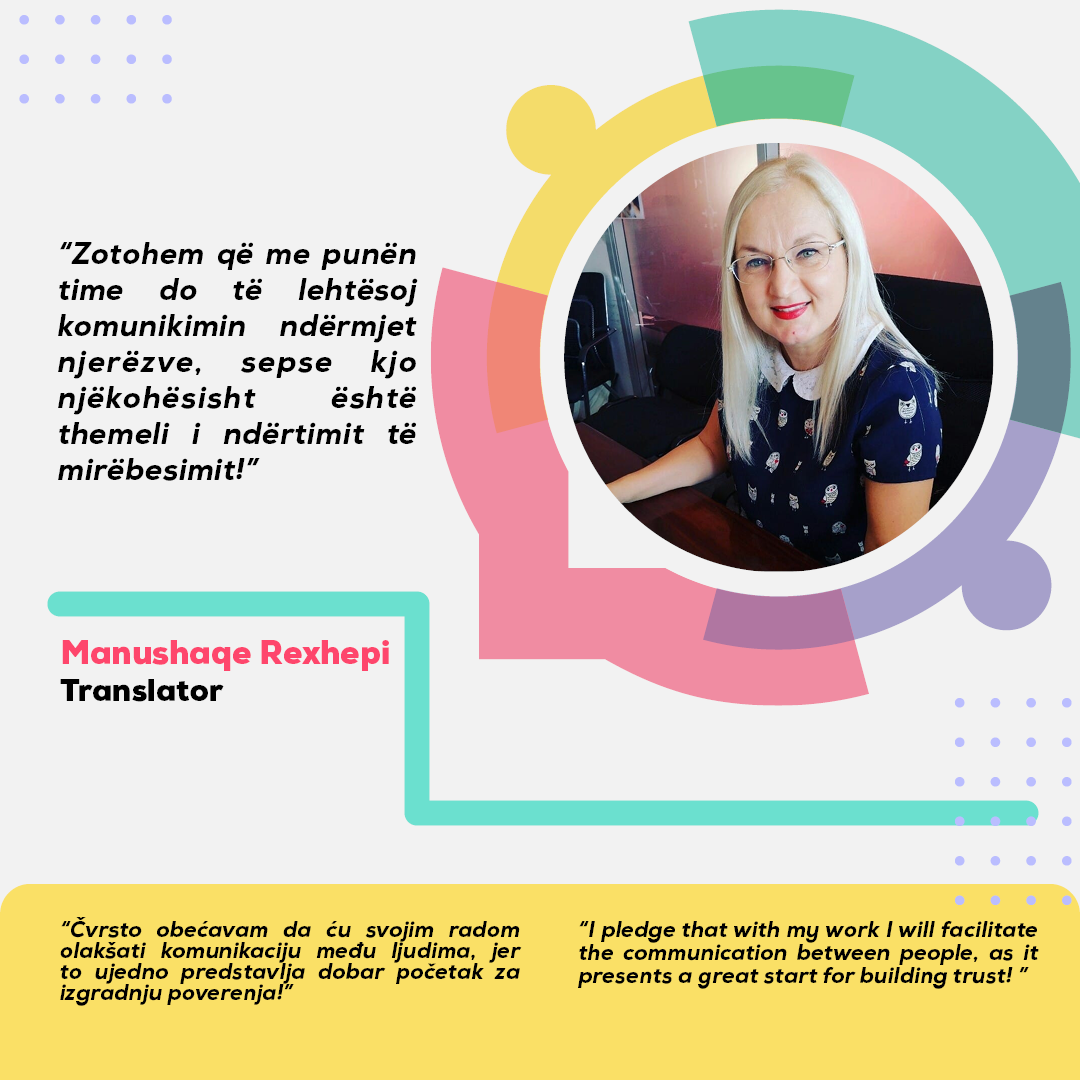 “Zotohem që me punën
time do të lehtësoj
komunikimin ndërmjet
njerëzve, sepse kjo
njëkohësisht është
themeli i ndërtimit të
mirëbesimit!”
Manushaqe Rexhepi
Translator
“Čvrsto obećavam da ću svojim radom
olakšati komunikaciju među ljudima, jer
to ujedno predstavlja dobar početak za
izgradnju poverenja!”
“I pledge that with my work I will facilitate
the communication between people, as it
presents a great start for building trust! ”